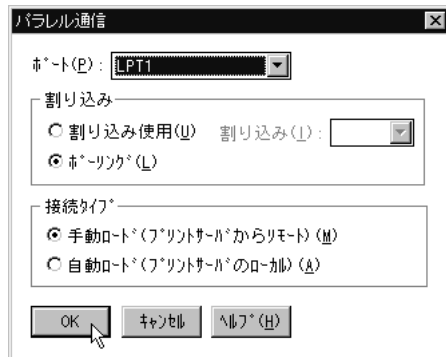 パラレル通信
ﾎﾟｰﾄ(P) : LPT1
割り込み
割り込み使用(U) 割り込み(I) :
ﾎﾟｰﾘﾝｸﾞ(L)
接続ﾀｲﾌﾟ
手動ﾛｰﾄﾞ(ﾌﾟﾘﾝﾄｻｰﾊﾞからﾘﾓｰﾄ) (M)
自動ﾛｰﾄﾞ(ﾌﾟﾘﾝﾄｻｰﾊﾞのﾛｰｶﾙ) (A)
OK ｷｬﾝｾﾙ ﾍﾙﾌﾟ(H)